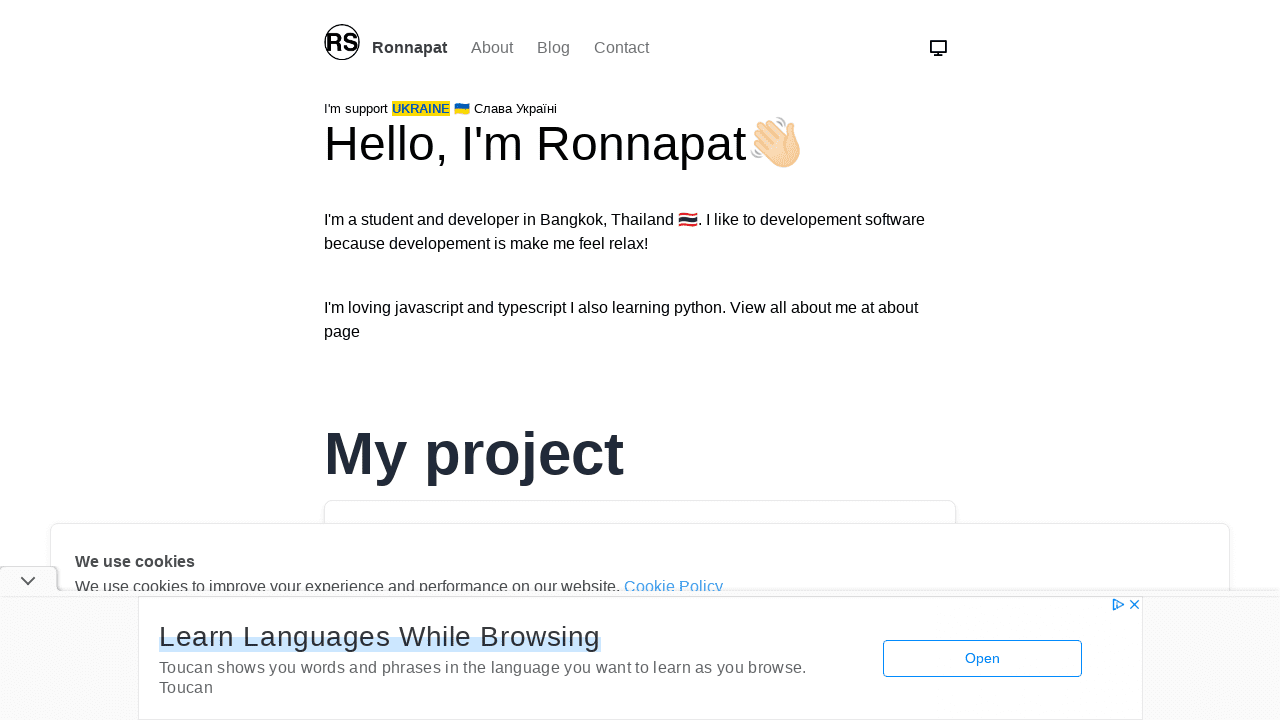 RS
Ronnapat
About
Blog
Contact
I'm support UKRAINE 🇺🇦 Слава Україні
Hello, I'm Ronnapat👋🏻
I'm a student and developer in Bangkok, Thailand 🇹🇭. I like to developement software
because developement is make me feel relax!
I'm loving javascript and typescript I also learning python. View all about me at about
page
My project
We use cookies
We use cookies to improve your experience and performance on our website. Cookie Policy
Learn Languages While Browsing
Toucan shows you words and phrases in the language you want to learn as you browse.
Toucan
Open